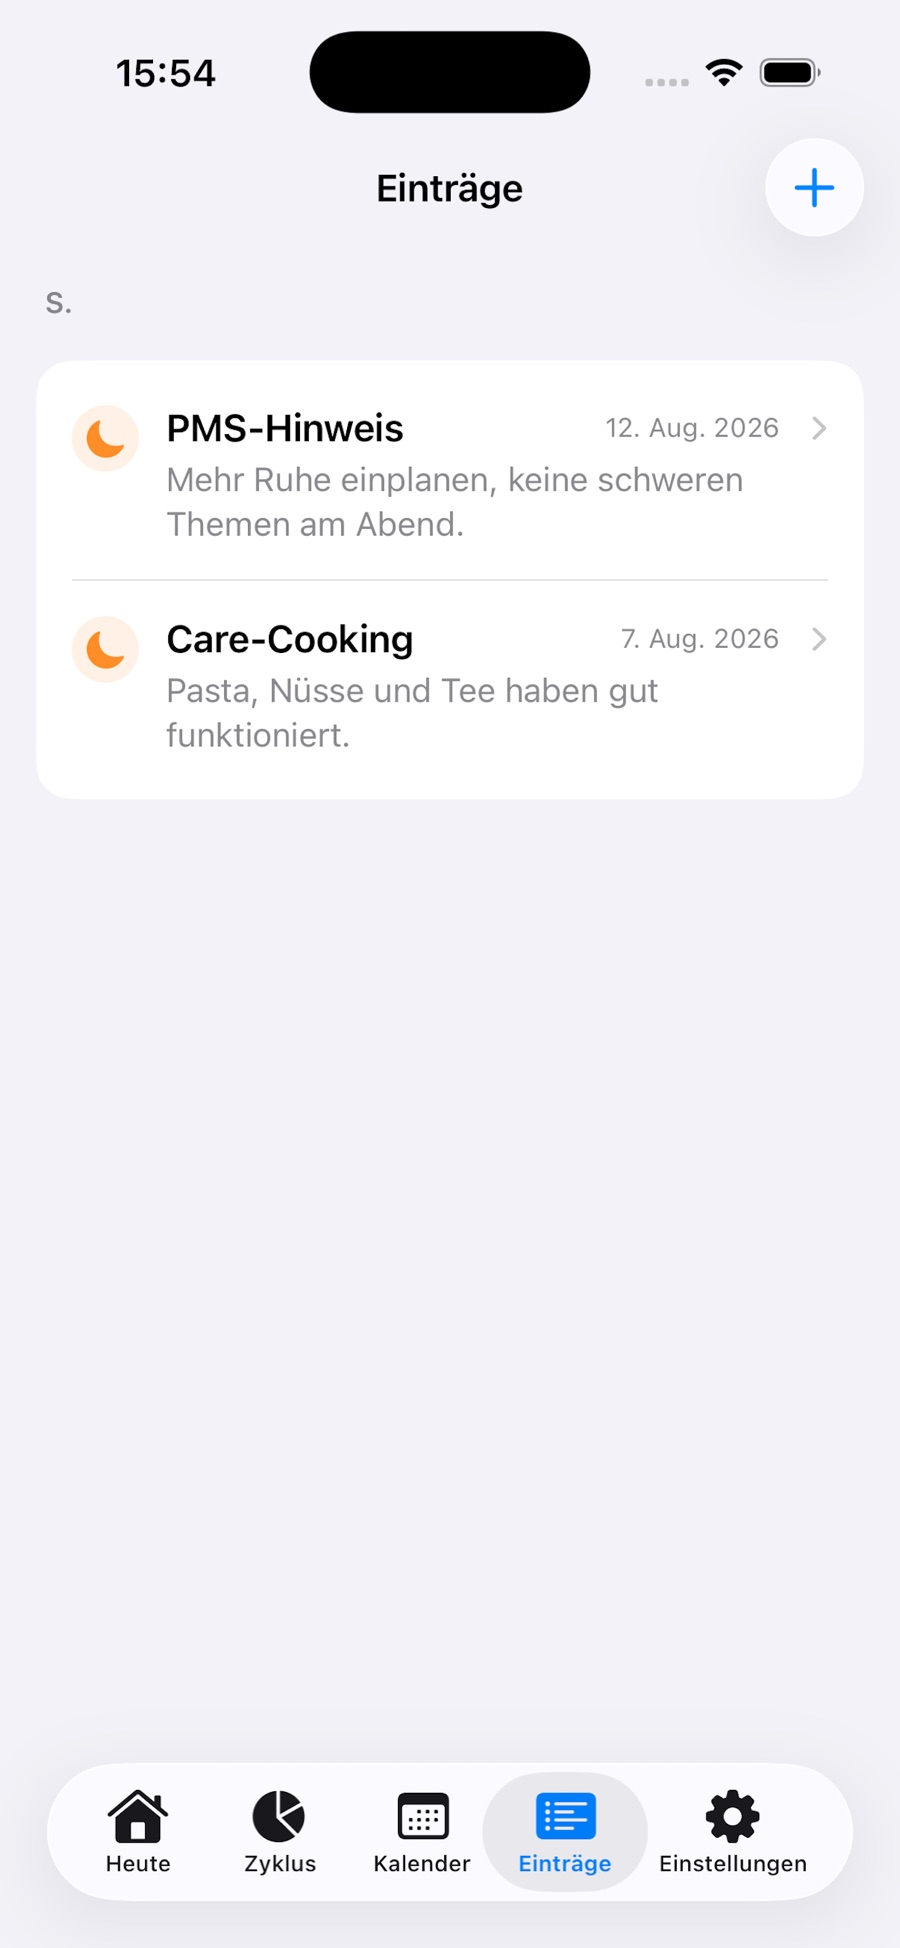 15:54
Einträge
S.
PMS-Hinweis
12. Aug. 2026
Mehr Ruhe einplanen, keine schweren
Themen am Abend.
Care-Cooking
7. Aug. 2026
Pasta, Nüsse und Tee haben gut
funktioniert.
Heute
Zyklus
Kalender
Einträge
Einstellungen